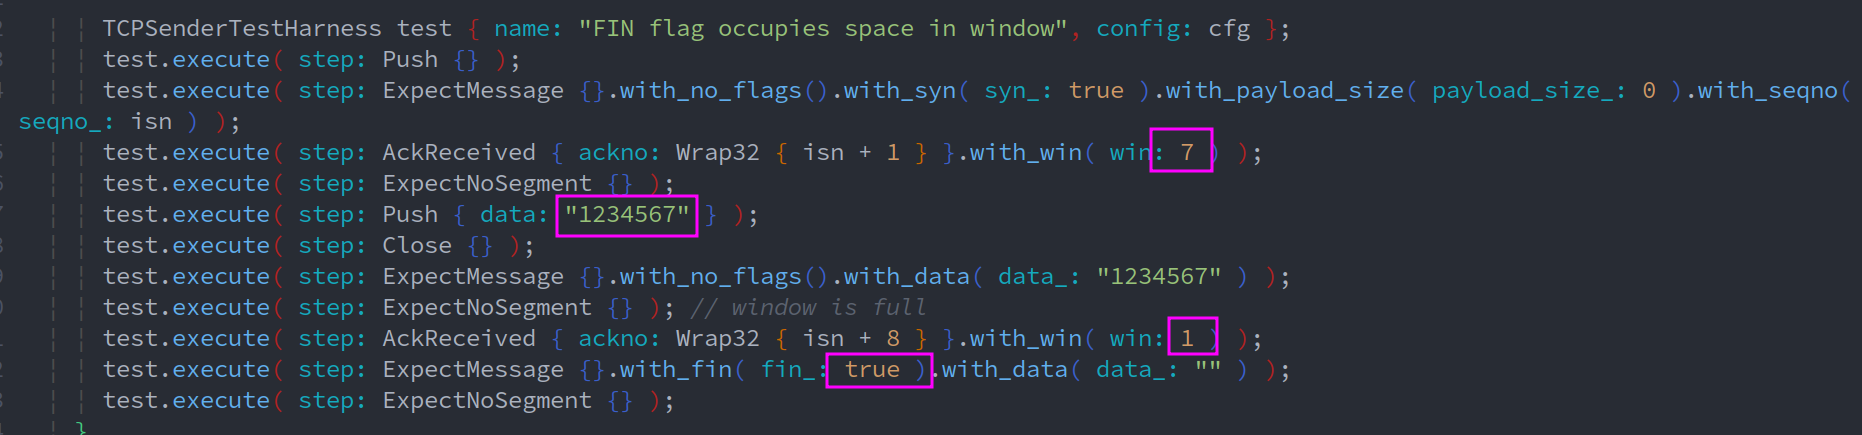 TCPSenderTestHarness test { name: "FIN flag occupies space in window", config: cfg };
test.execute( step: Push {} );
test.execute( step: ExpectMessage {}.with_no_flags().with_syn( syn_: true ).with_payload_size( payload_size_: 0 ).with_seqno(
seqno_: isn ) );
test.execute( step: AckReceived { ackno: Wrap32 { isn + 1 } }.with_win( win: 7 ) );
test.execute( step: ExpectNoSegment {} );
test.execute( step: Push { data: "1234567" } );
test.execute( step: Close {} );
test.execute( step: ExpectMessage {}.with_no_flags().with_data( data_: "1234567" ) );
test.execute( step: ExpectNoSegment {} ); // window is full
test.execute( step: AckReceived { ackno: Wrap32 { isn + 8 } }.with_win( win: 1 ) );
test.execute( step: ExpectMessage {}.with_fin( fin_: true ).with_data( data_: "" ) );
test.execute( step: ExpectNoSegment {} );
}